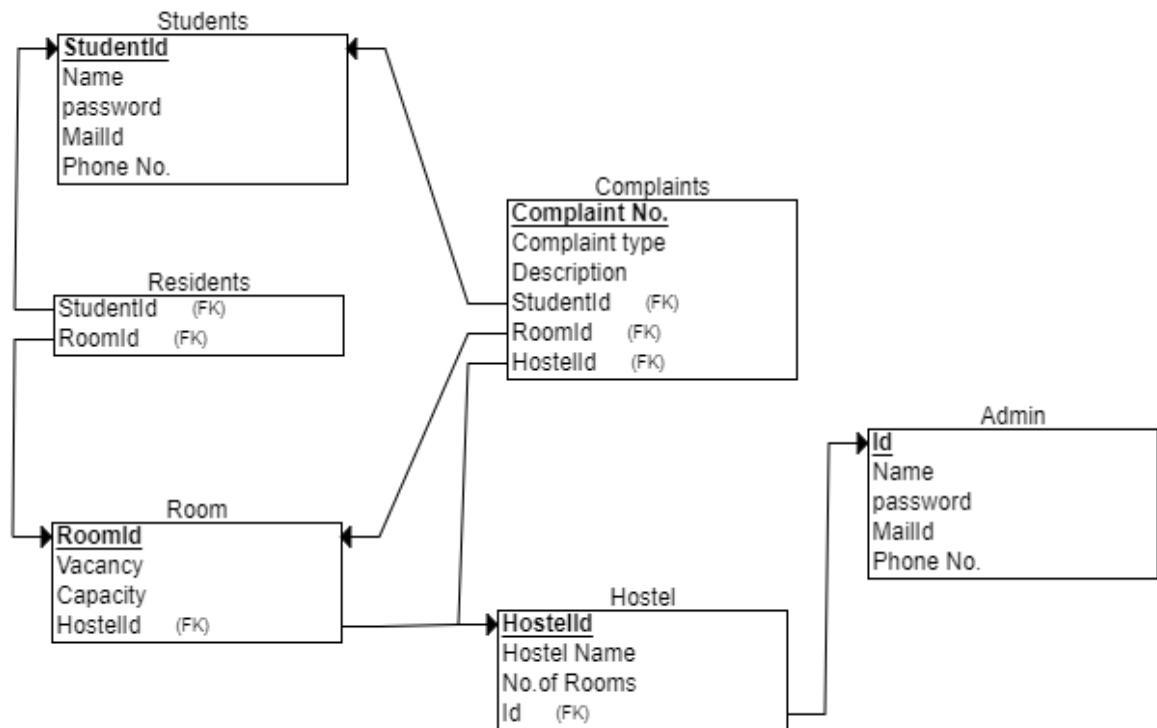 Students
StudentId
Name
password
MailId
Phone No.
Complaints
Complaint No.
Complaint type
Description
StudentId (FK)
RoomId (FK)
HostelId (FK)
Residents
StudentId (FK)
RoomId (FK)
Admin
Id
Name
password
MailId
Phone No.
Room
RoomId
Vacancy
Capacity
HostelId (FK)
Hostel
HostelId
Hostel Name
No.of Rooms
Id (FK)